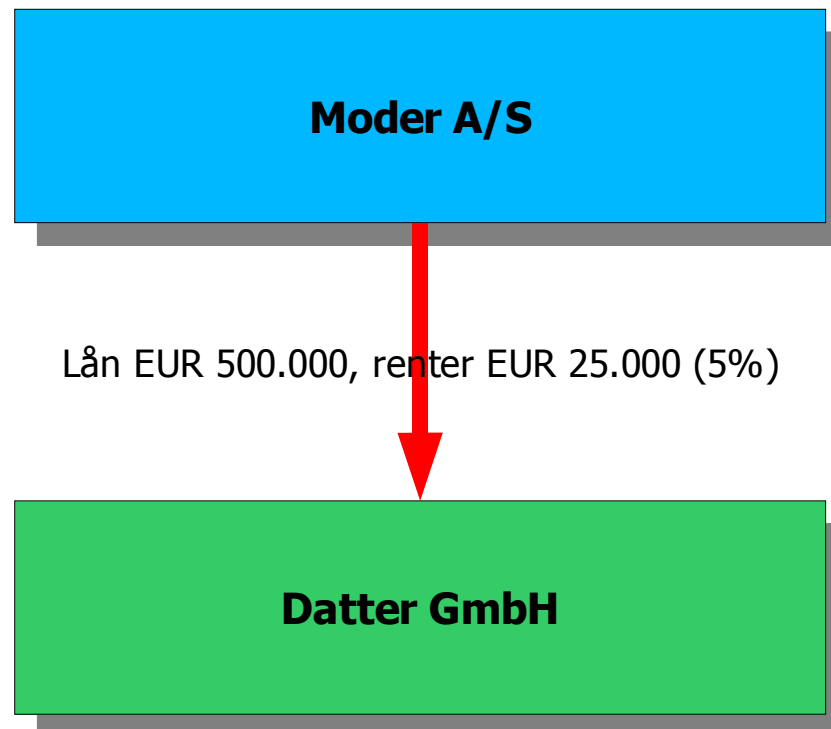 Moder A/S
Lån EUR 500.000, renter EUR 25.000 (5%)
Datter GmbH